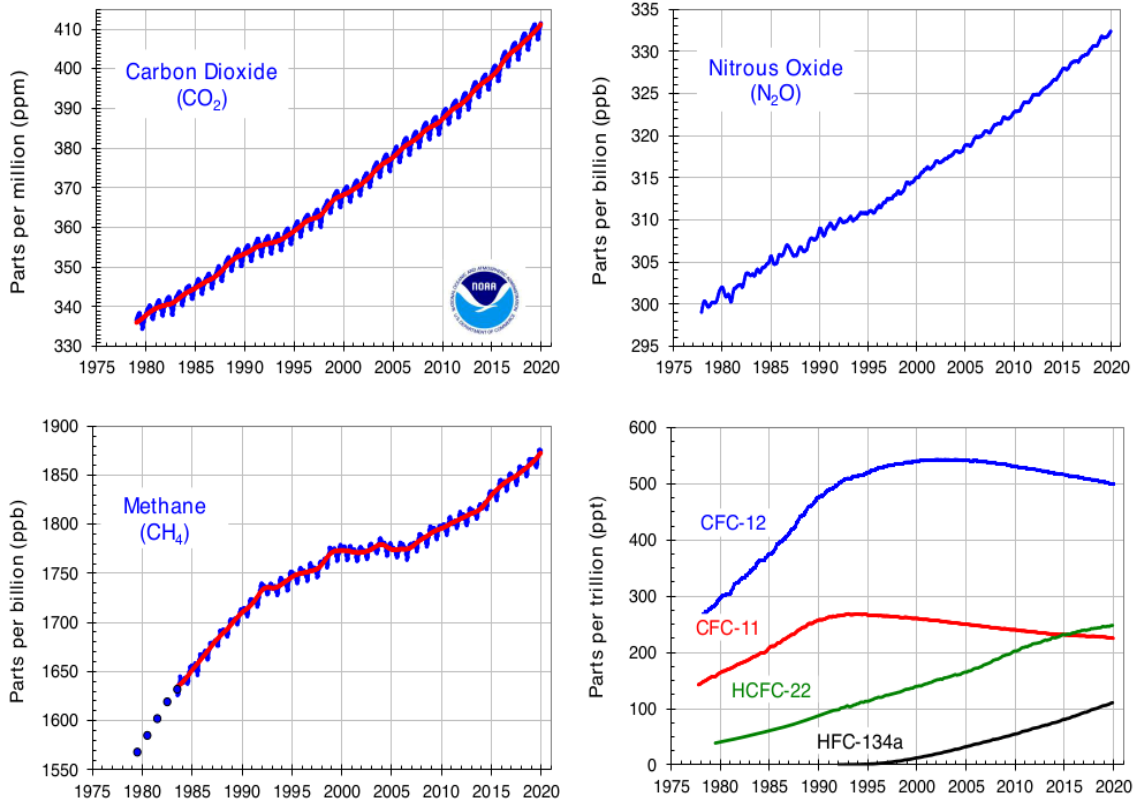 Parts per million (ppm)
410
400
390
380
370
360
350
340
330
Carbon Dioxide
(CO₂)
NOAA
1975 1980 1985 1990 1995 2000 2005 2010 2015 2020
Parts per billion (ppb)
335
330
325
320
315
310
305
300
295
Nitrous Oxide
(N₂O)
1975 1980 1985 1990 1995 2000 2005 2010 2015 2020
Parts per billion (ppb)
1900
1850
1800
1750
1700
1650
1600
1550
Methane
(CH₄)
1975 1980 1985 1990 1995 2000 2005 2010 2015 2020
Parts per trillion (ppt)
600
500
400
300
200
100
0
CFC-12
CFC-11
HCFC-22
HFC-134a
1975 1980 1985 1990 1995 2000 2005 2010 2015 2020